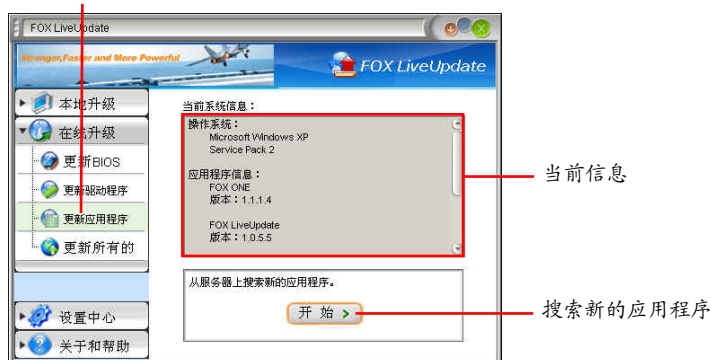 FOX LiveUpdate
Stronger,Faster and More Powerful
FOX LiveUpdate
本地升级
在线升级
更新BIOS
更新驱动程序
更新应用程序
更新所有的
设置中心
关于和帮助
当前系统信息：
操作系统：
Microsoft Windows XP
Service Pack 2
应用程序信息：
FOX ONE
版本：1.1.1.4
FOX LiveUpdate
版本：1.0.5.5
从服务器上搜索新的应用程序。
开 始
当前信息
搜索新的应用程序